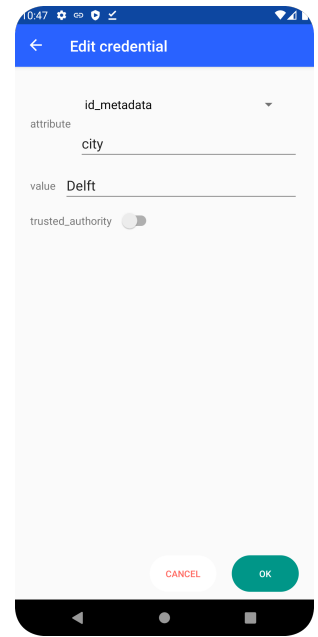 10:47
Edit credential
id_metadata
attribute
city
value Delft
trusted_authority
CANCEL OK